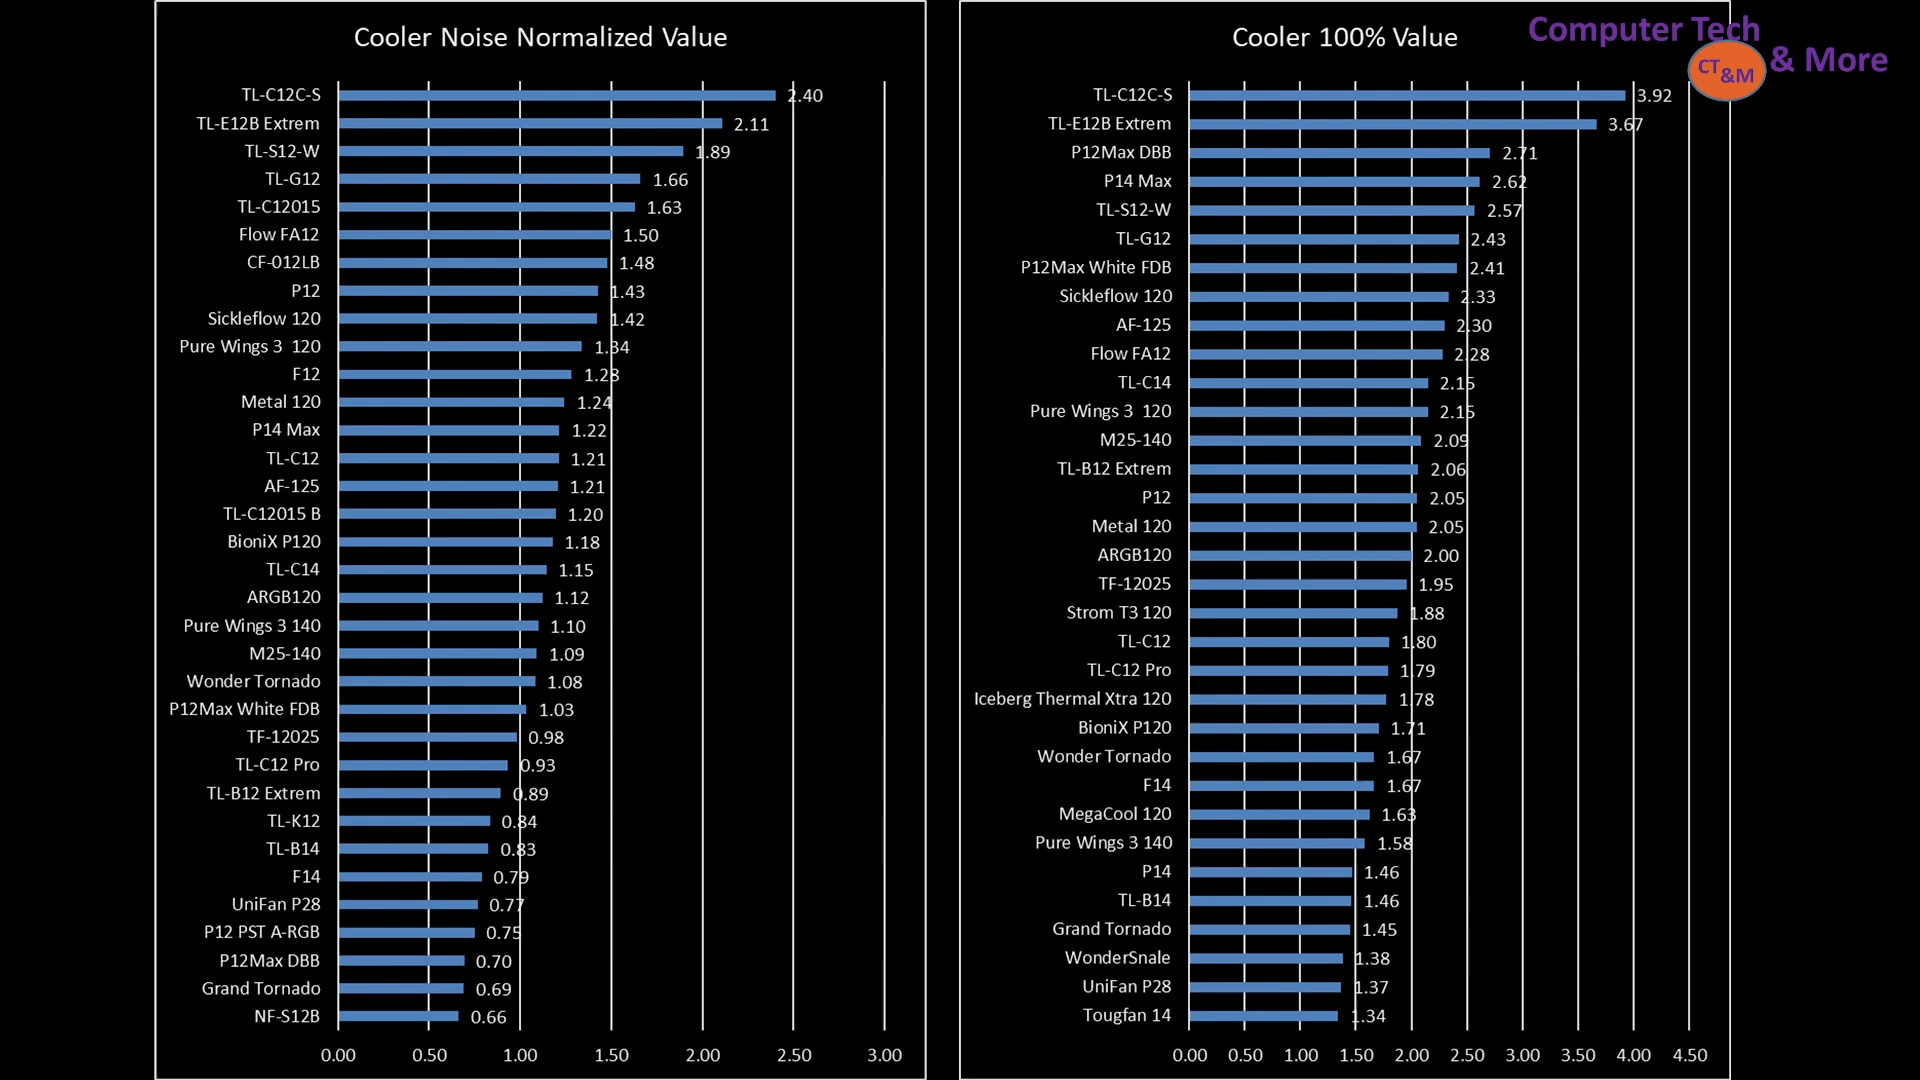 Cooler Noise Normalized Value
TL-C12C-S 2.40
TL-E12B Extrem 2.11
TL-S12-W 1.89
TL-G12 1.66
TL-C12015 1.63
Flow FA12 1.50
CF-012LB 1.48
P12 1.43
Sickleflow 120 1.42
Pure Wings 3 120 1.34
F12 1.28
Metal 120 1.24
P14 Max 1.22
TL-C12 1.21
AF-125 1.21
TL-C12015 B 1.20
BioniX P120 1.18
TL-C14 1.15
ARGB120 1.12
Pure Wings 3 140 1.10
M25-140 1.09
Wonder Tornado 1.08
P12Max White FDB 1.03
TF-12025 0.98
TL-C12 Pro 0.93
TL-B12 Extrem 0.89
TL-K12 0.84
TL-B14 0.83
F14 0.79
UniFan P28 0.77
P12 PST A-RGB 0.75
P12Max DBB 0.70
Grand Tornado 0.69
NF-S12B 0.66
0.00 0.50 1.00 1.50 2.00 2.50 3.00
Cooler 100% Value
TL-C12C-S 3.92
TL-E12B Extrem 3.67
P12Max DBB 2.71
P14 Max 2.62
TL-S12-W 2.57
TL-G12 2.43
P12Max White FDB 2.41
Sickleflow 120 2.33
AF-125 2.30
Flow FA12 2.28
TL-C14 2.15
Pure Wings 3 120 2.15
M25-140 2.09
TL-B12 Extrem 2.06
P12 2.05
Metal 120 2.05
ARGB120 2.00
TF-12025 1.95
Strom T3 120 1.88
TL-C12 1.80
TL-C12 Pro 1.79
Iceberg Thermal Xtra 120 1.78
BioniX P120 1.71
Wonder Tornado 1.67
F14 1.67
MegaCool 120 1.63
Pure Wings 3 140 1.58
P14 1.46
TL-B14 1.46
Grand Tornado 1.45
WonderSnale 1.38
UniFan P28 1.37
Tougfan 14 1.34
0.00 0.50 1.00 1.50 2.00 2.50 3.00 3.50 4.00 4.50
Computer Tech
& More
CT
&M